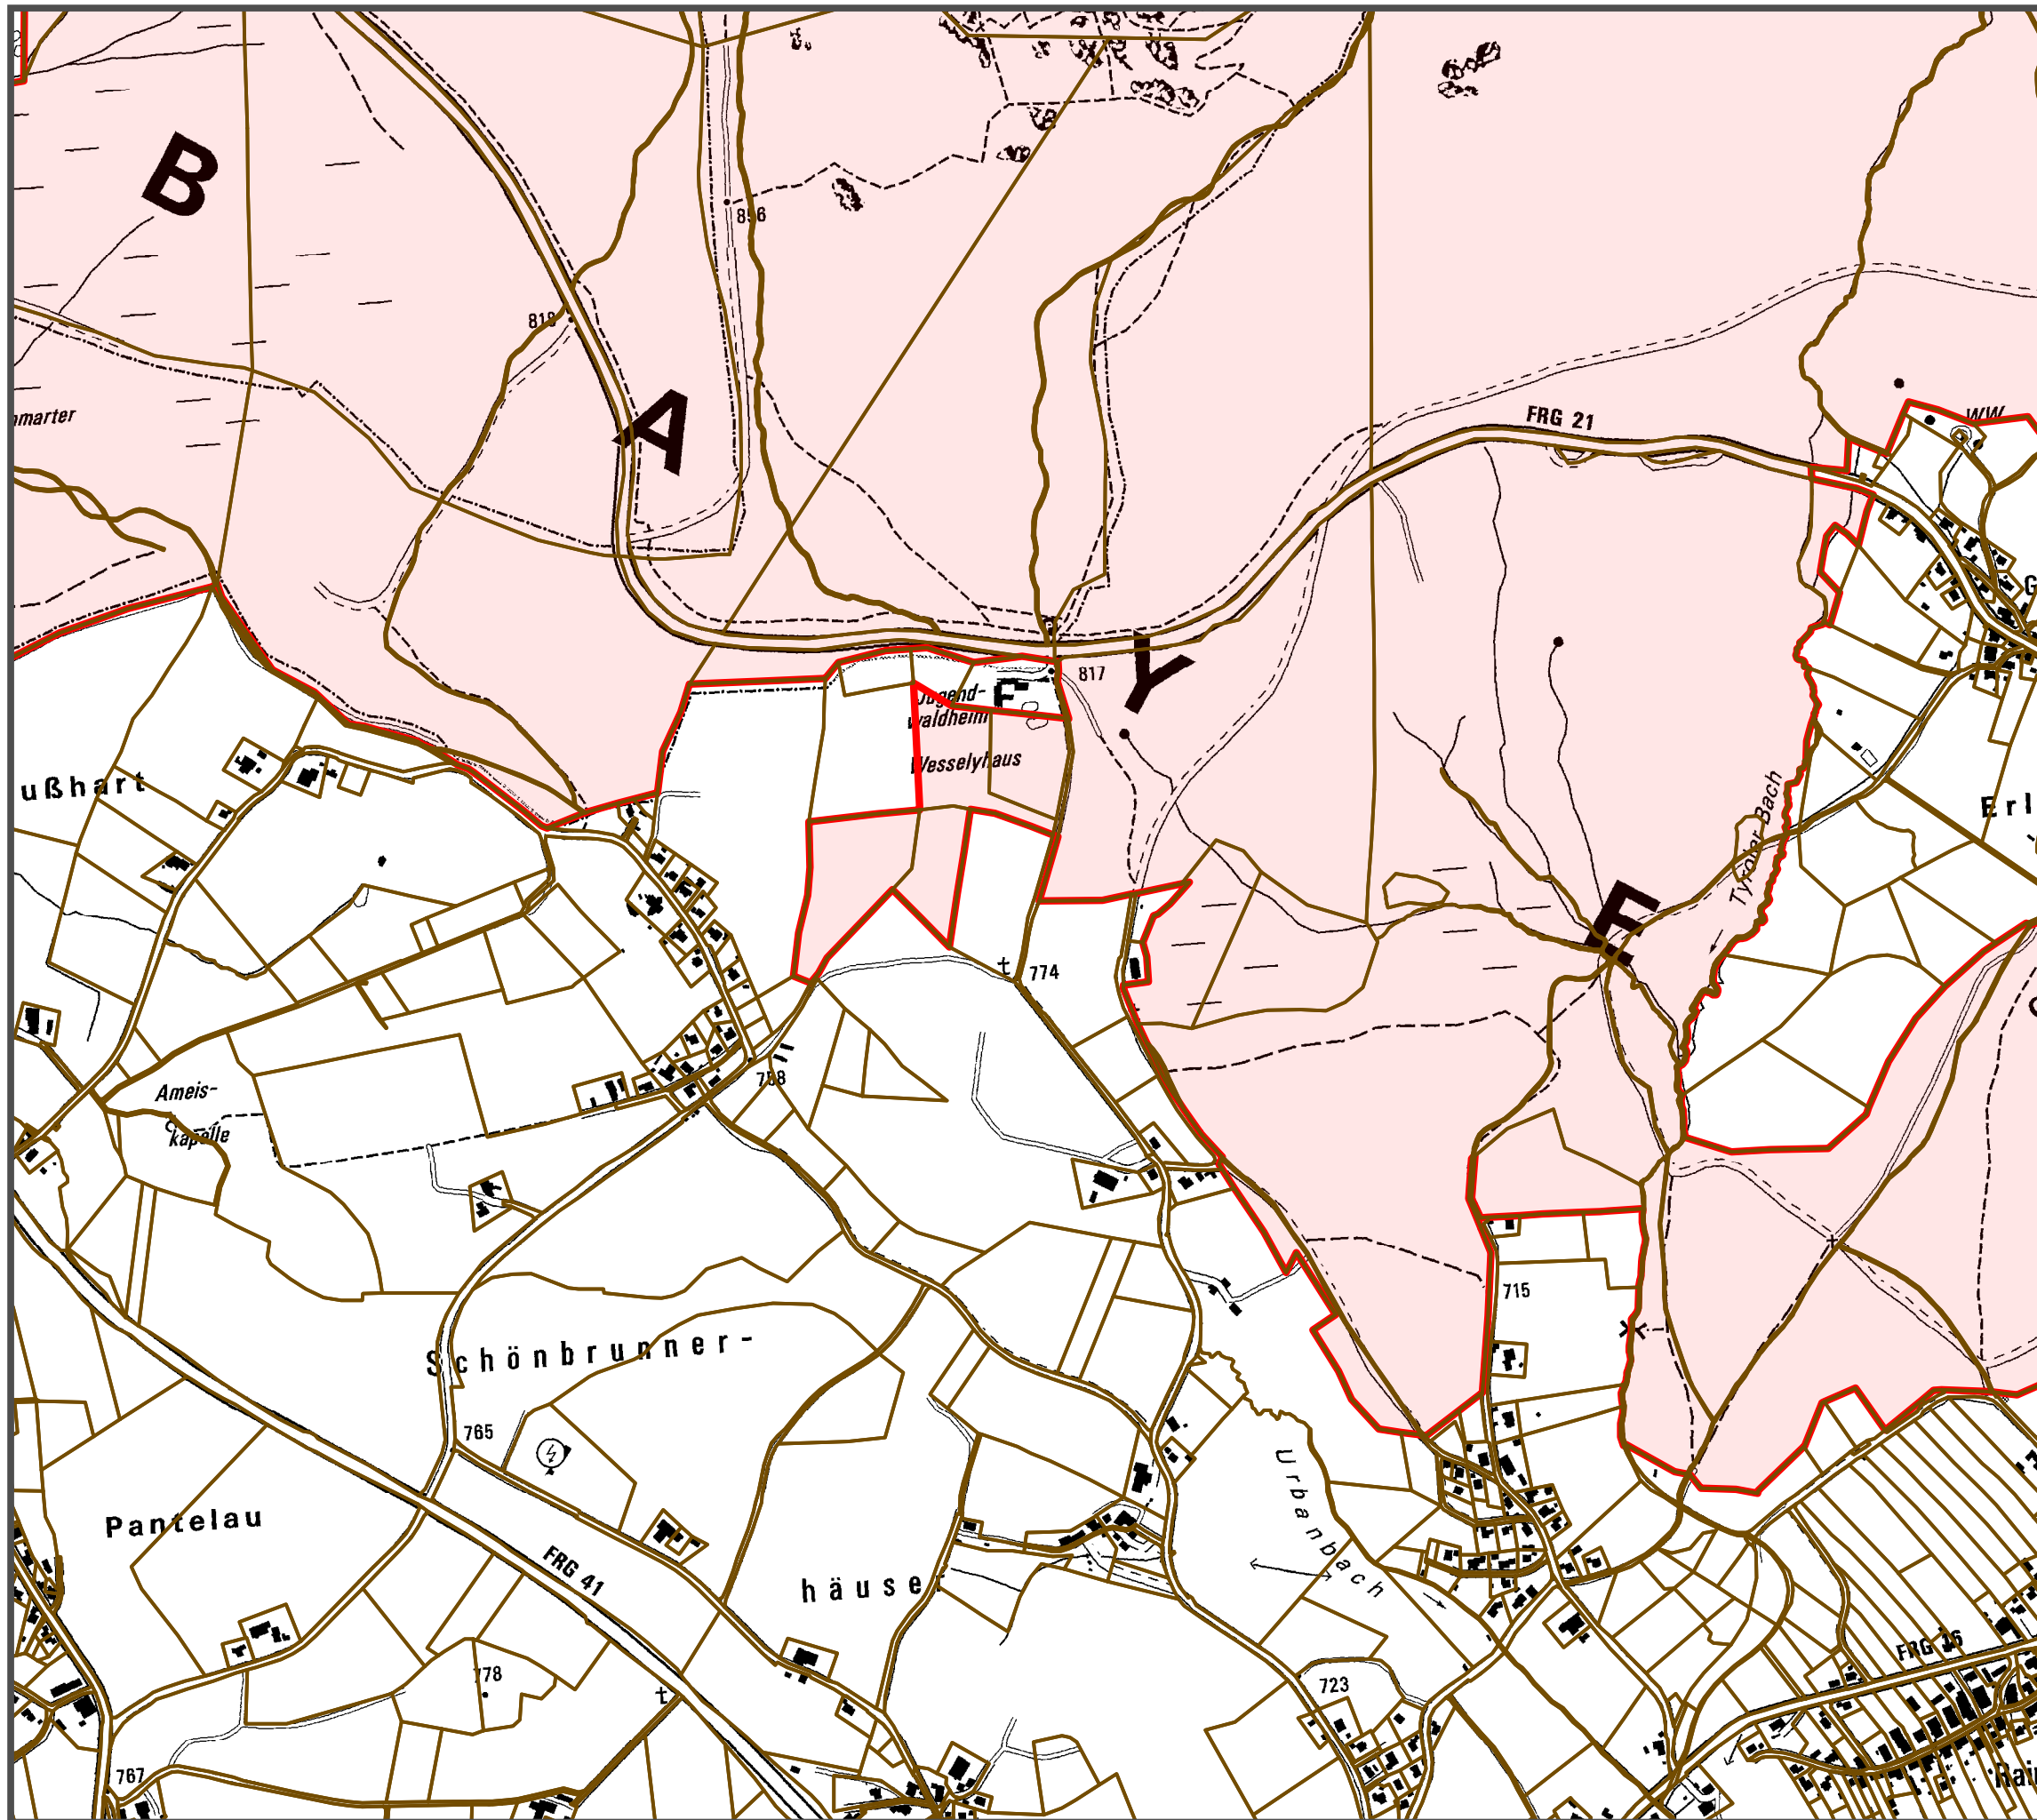 B
856
818
A
marter
FRG 21
WW
817
Y
Jugend-
waldheim
Wesselyhaus
ußhart
Tyroler Bach
Erl
F
774
758
Ameis-
kapelle
715
Schönbrunner-
765
Urbanbach
Pantelau
FRG 41
häuser
FRG 16
778
723
767